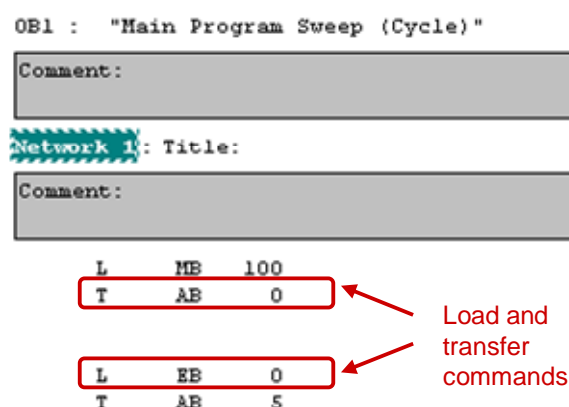 OB1 : "Main Program Sweep (Cycle)"
Comment:
Network 1: Title:
Comment:
L MB 100
T AB 0
L EB 0
T AB 5
Load and
transfer
commands